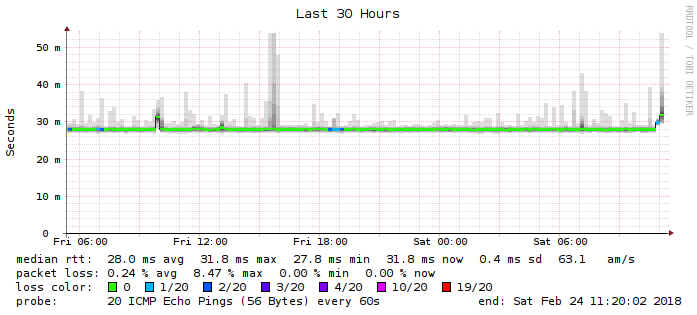 Last 30 Hours
RRDTOOL / TOBI OETIKER
Seconds
50 m
40 m
30 m
20 m
10 m
0
Fri 06:00 Fri 12:00 Fri 18:00 Sat 00:00 Sat 06:00
median rtt: 28.0 ms avg 31.8 ms max 27.8 ms min 31.8 ms now 0.4 ms sd 63.1 am/s
packet loss: 0.24 % avg 8.47 % max 0.00 % min 0.00 % now
loss color: 0 1/20 2/20 3/20 4/20 10/20 19/20
probe: 20 ICMP Echo Pings (56 Bytes) every 60s end: Sat Feb 24 11:20:02 2018